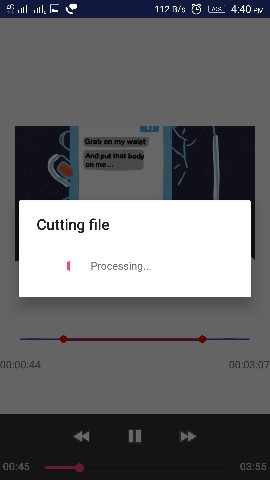 112 B/s 4:40 PM
Grab on my waist
And put that body
on me...
Cutting file
Processing...
00:00:44 00:03:07
00:45 03:55